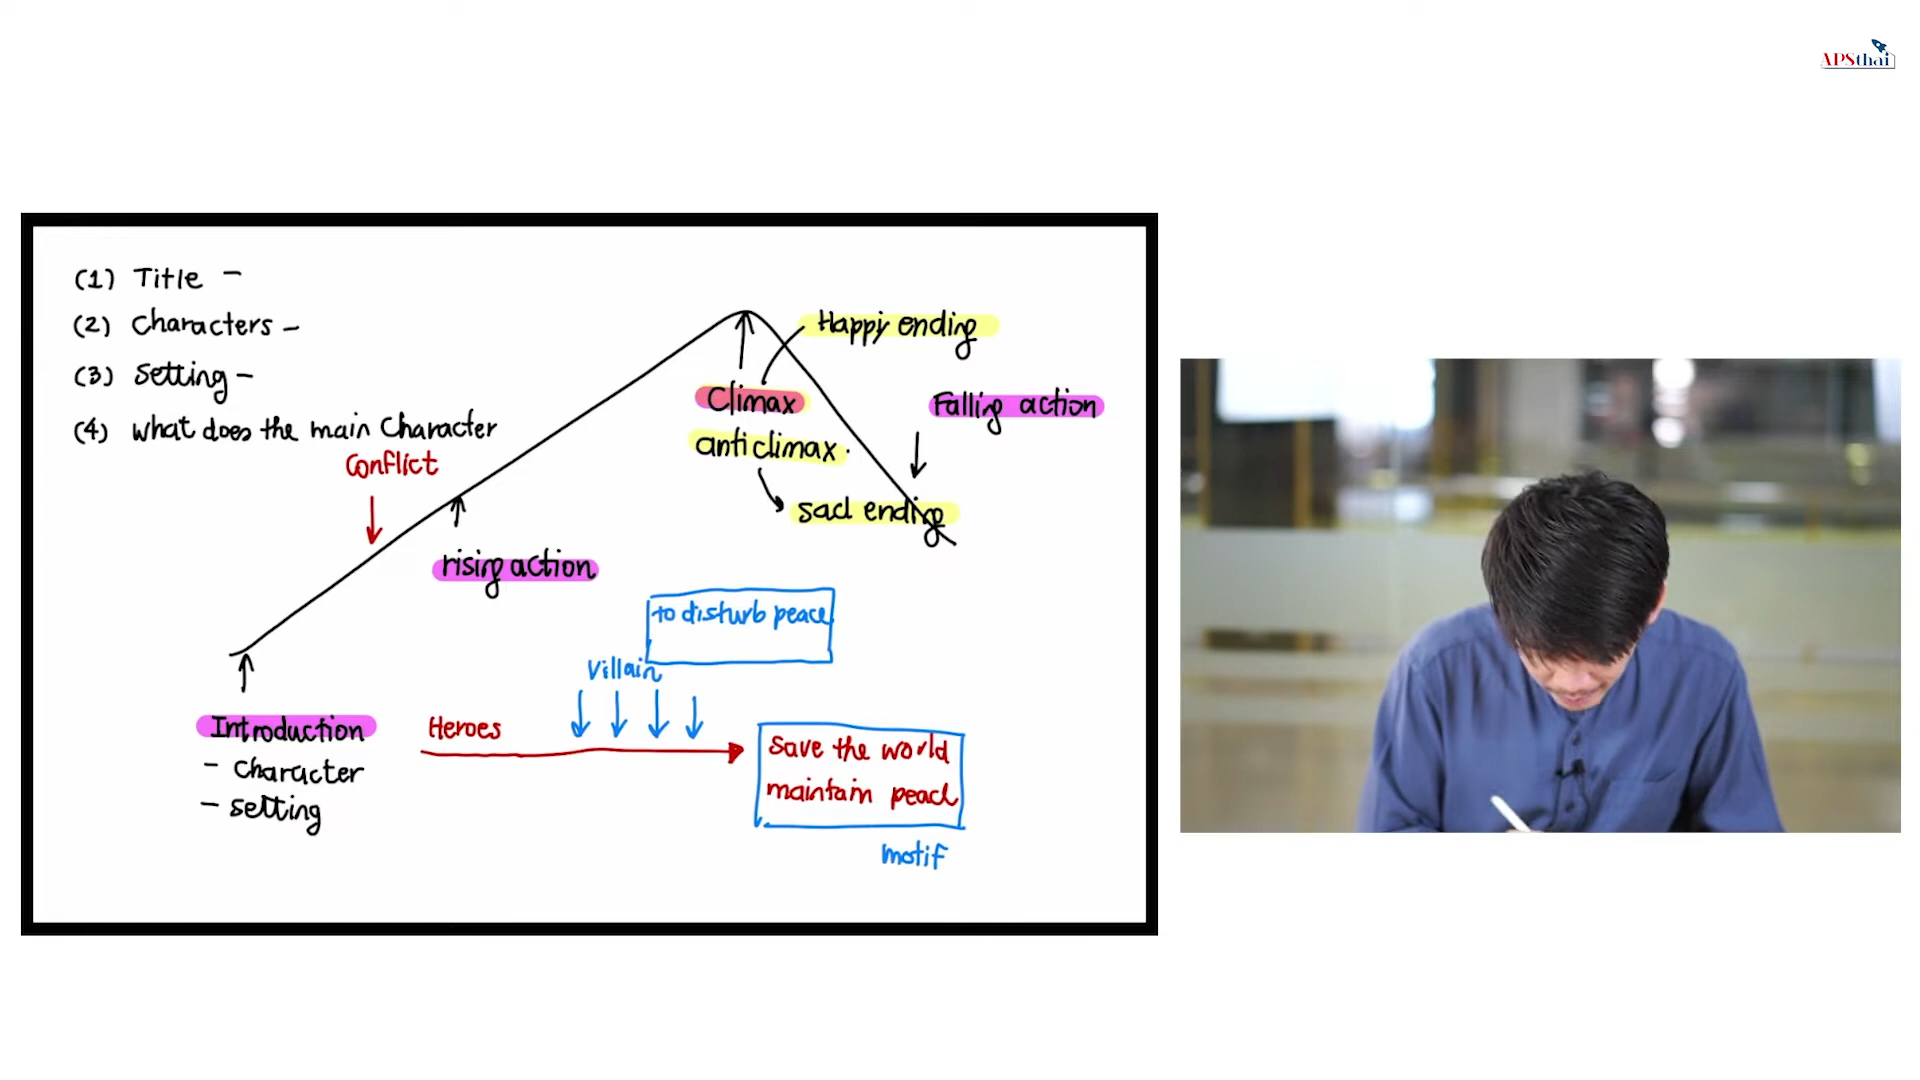 APSthai
(1) Title -
(2) Characters -
(3) Setting -
(4) What does the main Character
Conflict
rising action
Happy ending
Climax
anticlimax
sad ending
Falling action
Introduction
- Character
- setting
to disturb peace
Villain
Heroes
Save the world
maintain peace
motif